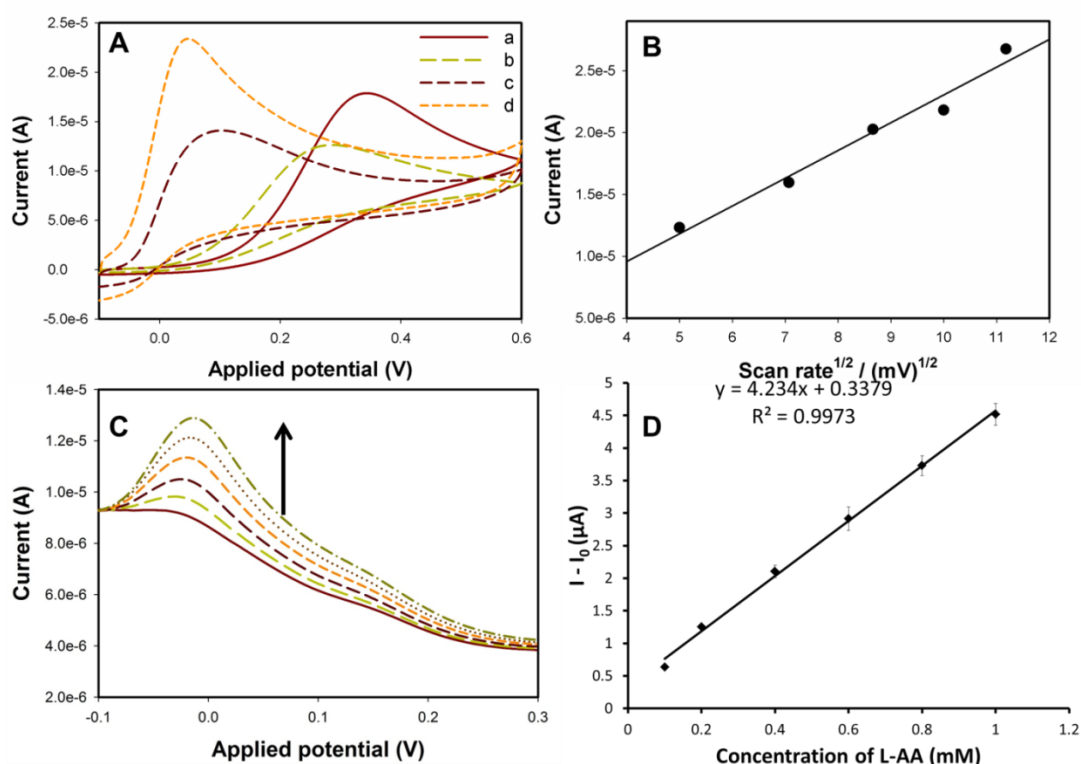 A
a
b
c
d
2.5e-5
2.0e-5
1.5e-5
1.0e-5
5.0e-6
0.0
-5.0e-6
0.0
0.2
0.4
0.6
Current (A)
Applied potential (V)
B
2.5e-5
2.0e-5
1.5e-5
1.0e-5
5.0e-6
4
5
6
7
8
9
10
11
12
Current (A)
Scan rate^1/2 / (mV)^1/2
C
1.4e-5
1.2e-5
1.0e-5
8.0e-6
6.0e-6
4.0e-6
2.0e-6
-0.1
0.0
0.1
0.2
0.3
Current (A)
Applied potential (V)
y = 4.234x + 0.3379
R² = 0.9973
D
5
4.5
4
3.5
3
2.5
2
1.5
1
0.5
0
0
0.2
0.4
0.6
0.8
1
1.2
I - I₀ (µA)
Concentration of L-AA (mM)